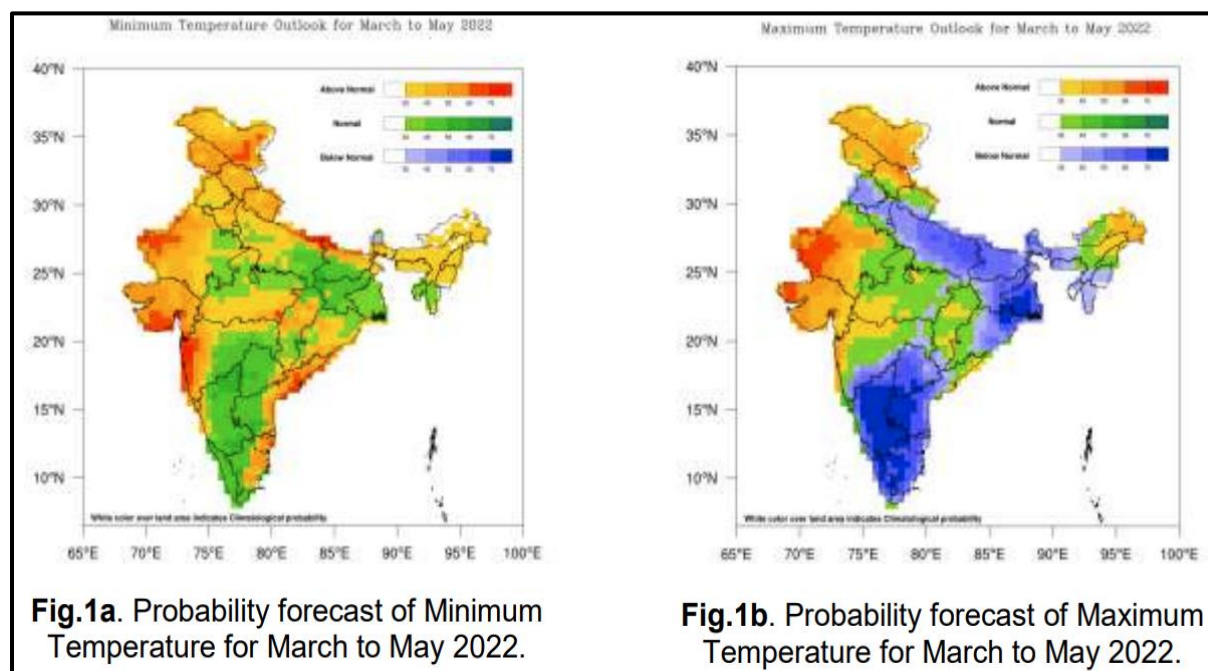 Minimum Temperature Outlook for March to May 2022
40°N
35°N
30°N
25°N
20°N
15°N
10°N
Above Normal
Normal
Below Normal
White color over land area indicates Climatological probability
65°E 70°E 75°E 80°E 85°E 90°E 95°E 100°E
Fig.1a. Probability forecast of Minimum
Temperature for March to May 2022.
Maximum Temperature Outlook for March to May 2022
40°N
35°N
30°N
25°N
20°N
15°N
10°N
Above Normal
Normal
Below Normal
White color over land area indicates Climatological probability
65°E 70°E 75°E 80°E 85°E 90°E 95°E 100°E
Fig.1b. Probability forecast of Maximum
Temperature for March to May 2022.